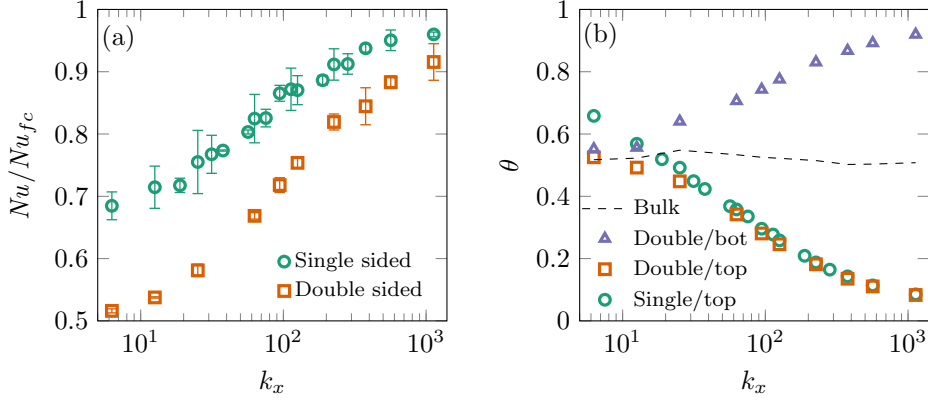 (a)
Nu/Nu_{fc}
1
0.9
0.8
0.7
0.6
0.5
10^1
10^2
10^3
k_x
Single sided
Double sided
(b)
θ
1
0.8
0.6
0.4
0.2
0
10^1
10^2
10^3
k_x
Bulk
Double/bot
Double/top
Single/top